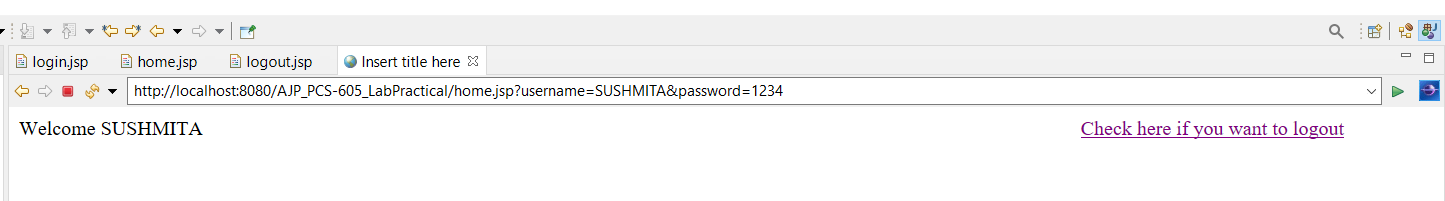 login.jsp home.jsp logout.jsp Insert title here
http://localhost:8080/AJP_PCS-605_LabPractical/home.jsp?username=SUSHMITA&password=1234
Welcome SUSHMITA Check here if you want to logout